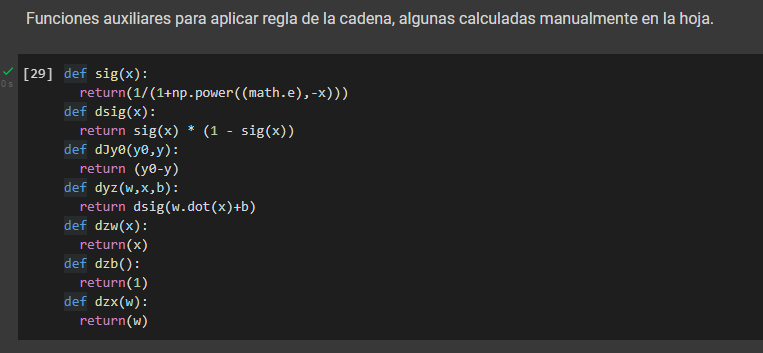 Funciones auxiliares para aplicar regla de la cadena, algunas calculadas manualmente en la hoja.
[29] def sig(x):
0 s
return(1/(1+np.power((math.e),-x)))
def dsig(x):
return sig(x) * (1 - sig(x))
def dJy0(y0,y):
return (y0-y)
def dyz(w,x,b):
return dsig(w.dot(x)+b)
def dzw(x):
return(x)
def dzb():
return(1)
def dzx(w):
return(w)